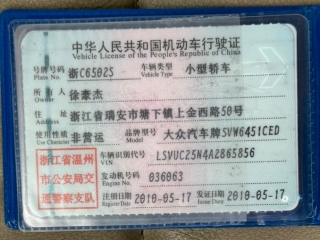 中华人民共和国机动车行驶证
Vehicle License of the People's Republic of China
号牌号码 浙C6502S 车辆类型 小型轿车
Plate No. Vehicle Type
所有人 徐素杰
Owner
住址 浙江省瑞安市塘下镇上金西路50号
Address
使用性质 非营运 品牌型号 大众汽车牌SVW6451CED
Use Character Model
浙江省温州 车辆识别代号 LSVUC25N4A2865856
VIN
市公安局交 发动机号码 036063
Engine No.
通警察支队 注册日期 2010-05-17 发证日期 2010-05-17
Register Date Issue Date